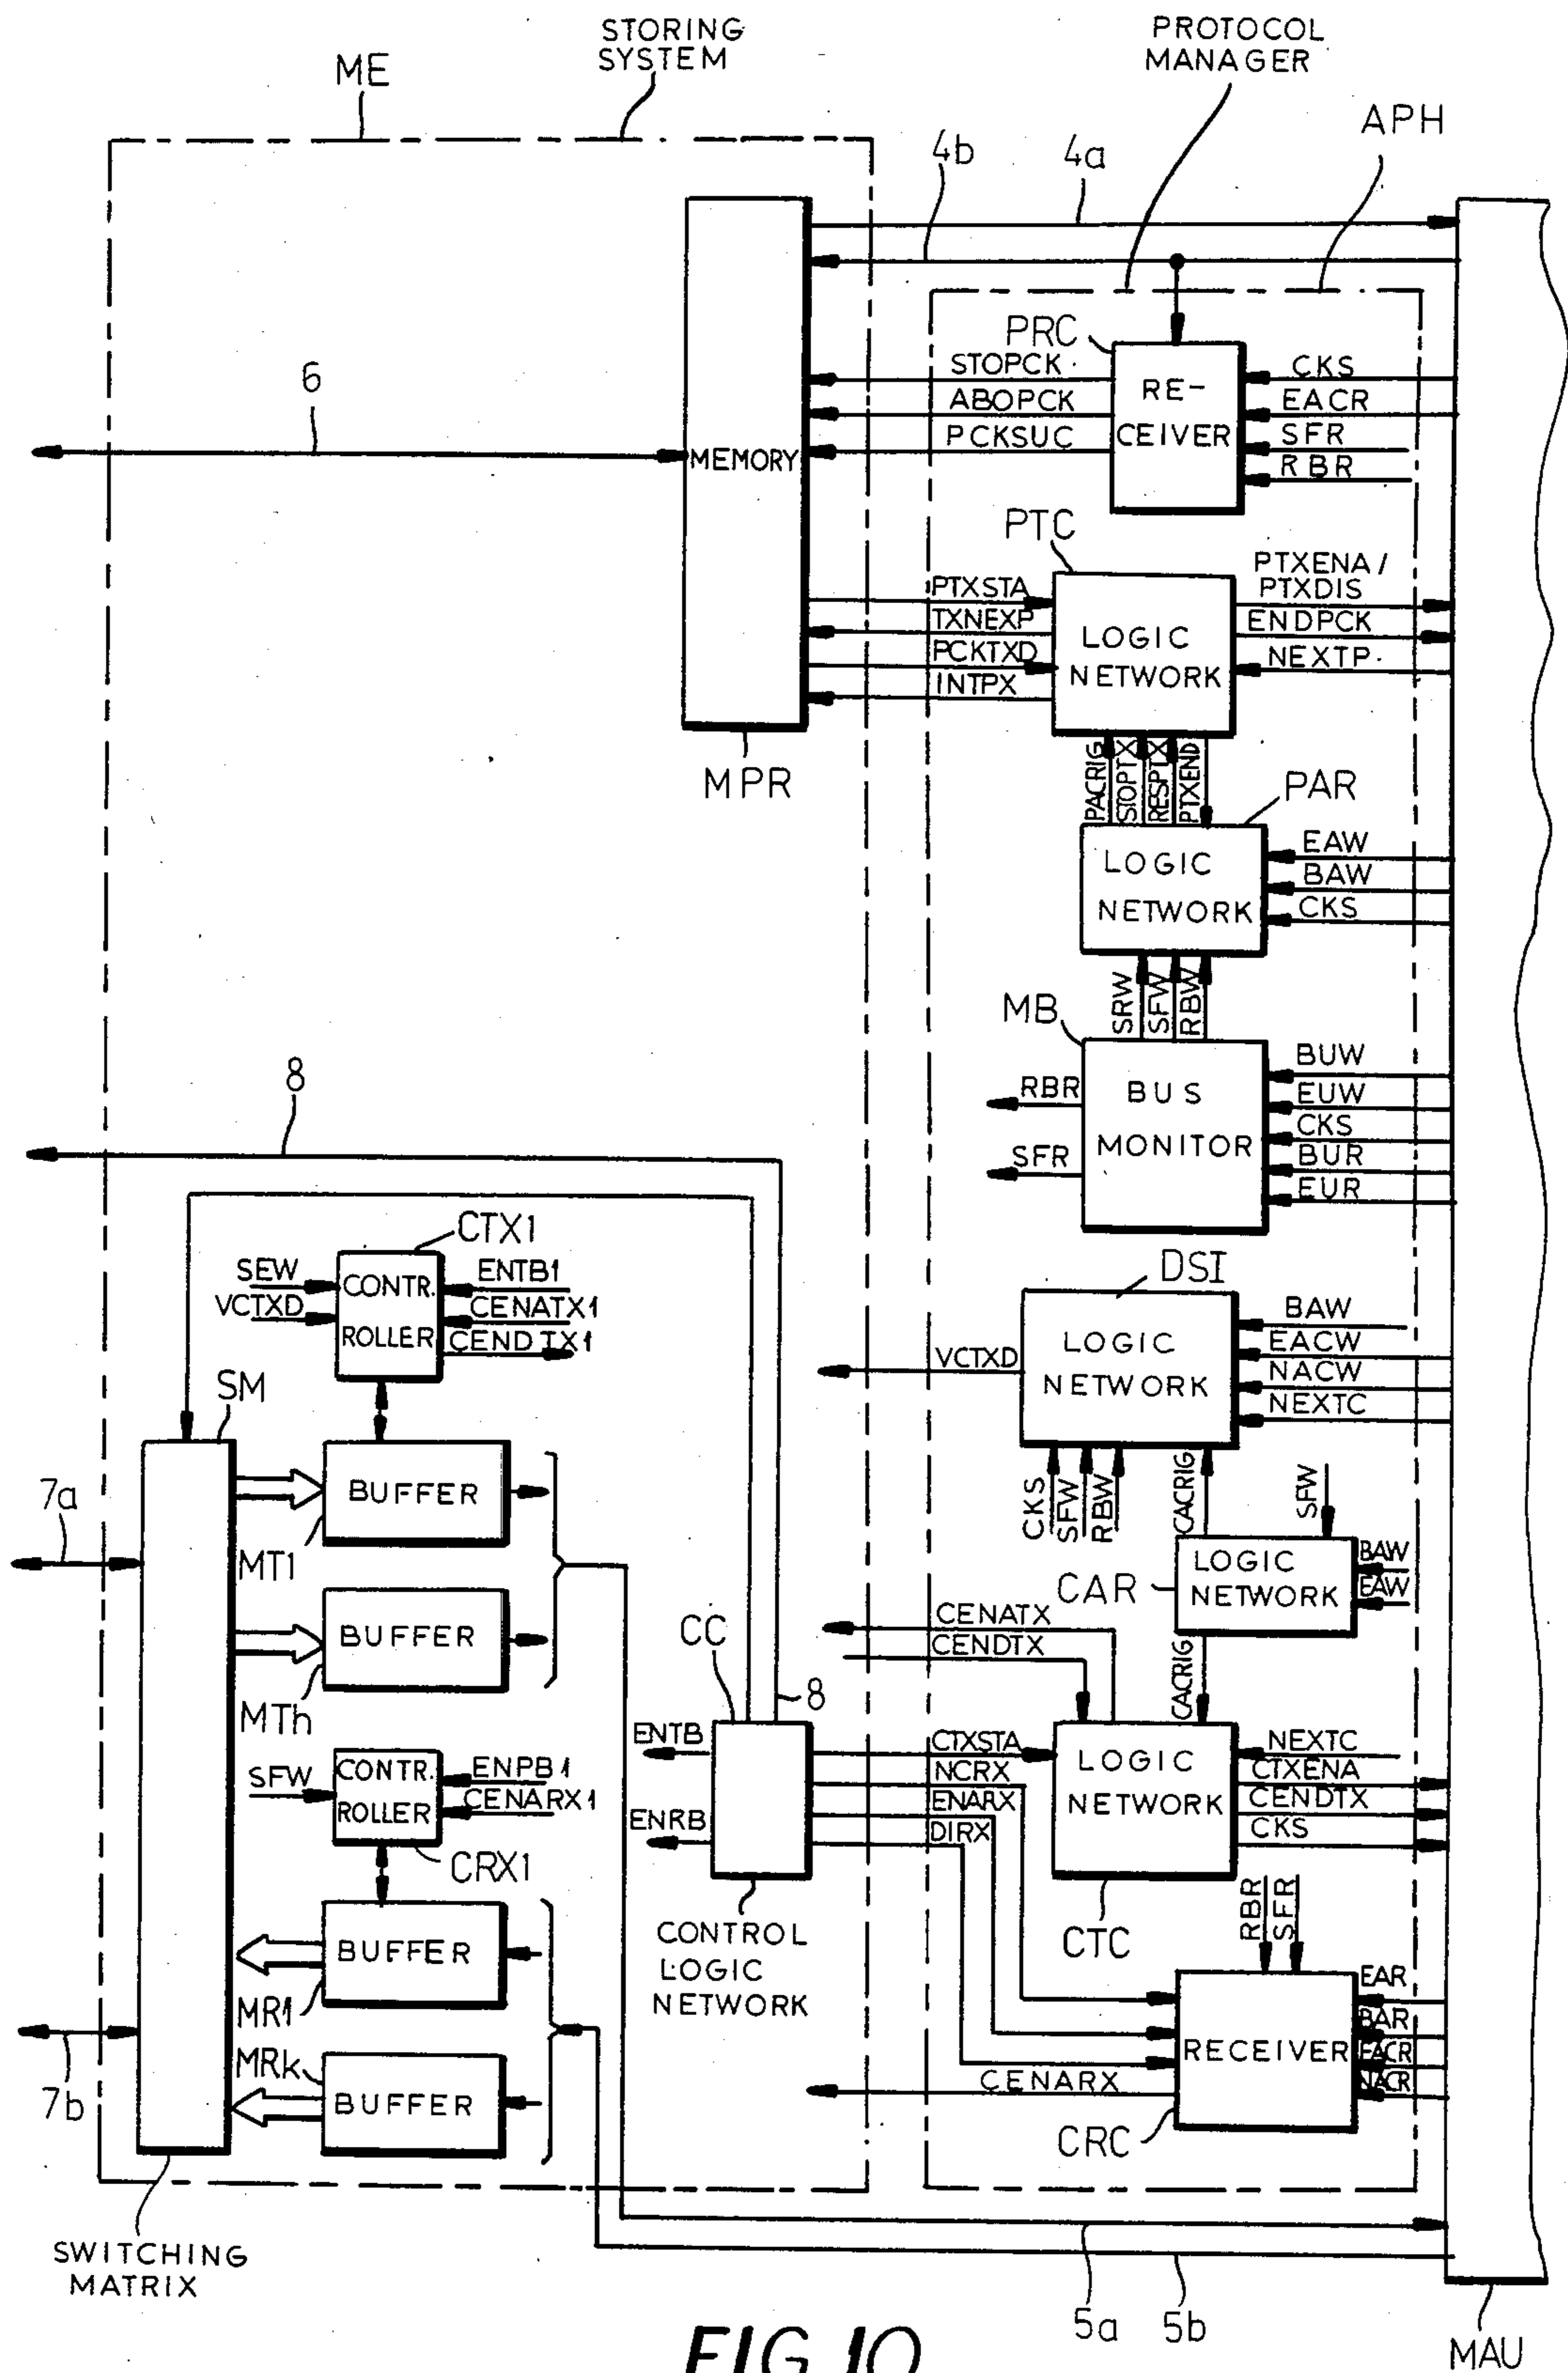 STORING
SYSTEM
PROTOCOL
MANAGER
ME
APH
4b
4a
PRC
STOPCK
ABOPCK
PCKSUC
RE-
CEIVER
CKS
EACR
SFR
RBR
6
MEMORY
PTC
PTXSTA
TXNEXP
PCKTXD
INTPX
LOGIC
NETWORK
PTXENA/
PTXDIS
ENDPCK
NEXTP
MPR
PACRIG
STOPTX
RESPTX
PTXEND
PAR
LOGIC
NETWORK
EAW
BAW
CKS
SRW
SFW
RBW
MB
RBR
SFR
BUS
MONITOR
BUW
EUW
CKS
BUR
EUR
8
CTX1
SEW
VCTXD
CONTR.
ROLLER
ENTB1
CENATX1
CENDTX1
DSI
VCTXD
LOGIC
NETWORK
BAW
EACW
NACW
NEXTC
SM
7a
BUFFER
MT1
CKS
SFW
RBW
CACRIG
SFW
LOGIC
NETWORK
BAW
EAW
CAR
BUFFER
MTh
CC
8
CENATX
CENDTX
CACRIG
ENTB
ENRB
CTXSTA
NCRX
ENARX
DIRX
LOGIC
NETWORK
NEXTC
CTXENA
CENDTX
CKS
SFW
CONTR.
ROLLER
ENPB1
CENARX1
CRX1
CONTROL
LOGIC
NETWORK
CTC
RBR
SFR
BUFFER
MR1
EAR
BAR
EACR
NACR
RECEIVER
CENARX
CRC
7b
MRk
BUFFER
SWITCHING
MATRIX
5a
5b
MAU
FIG.10